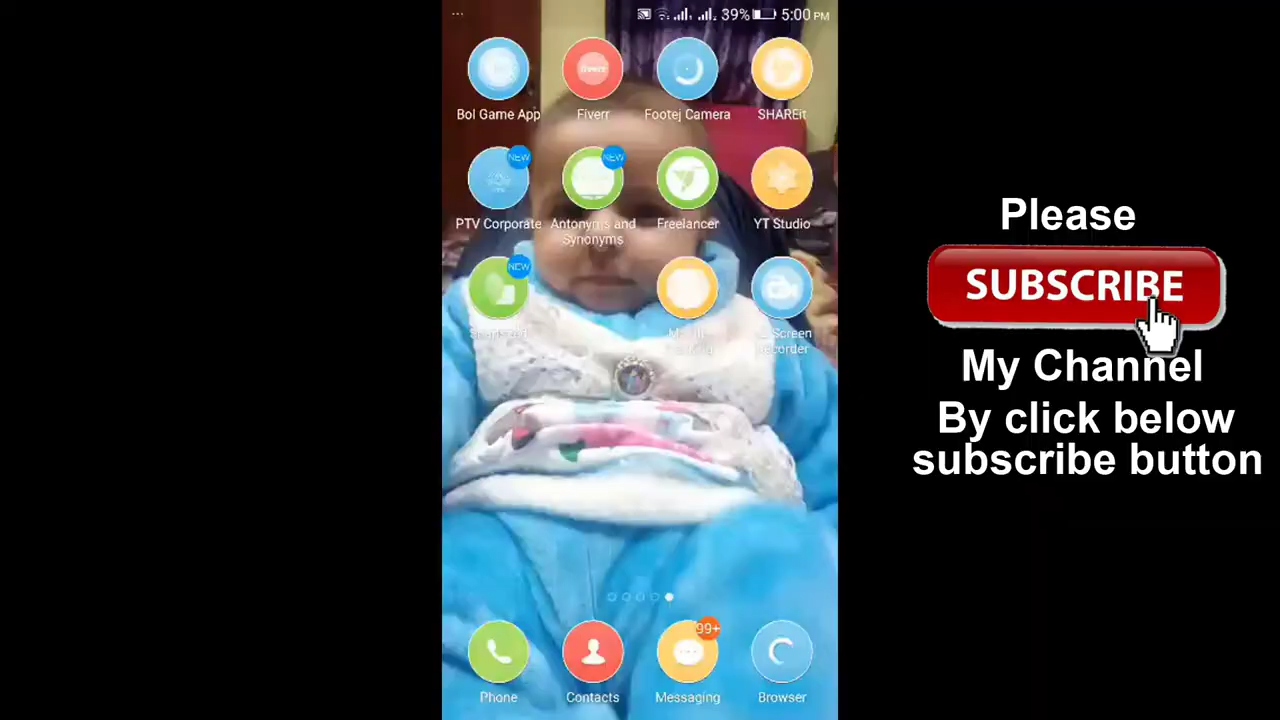 ...
39% 5:00 PM
Bol Game App
Fiverr
Footej Camera
SHAREit
NEW
NEW
PTV Corporate
Antonyms and
Synonyms
Freelancer
YT Studio
NEW
Screen
99+
Phone
Contacts
Messaging
Browser
Please
SUBSCRIBE
My Channel
By click below
subscribe button